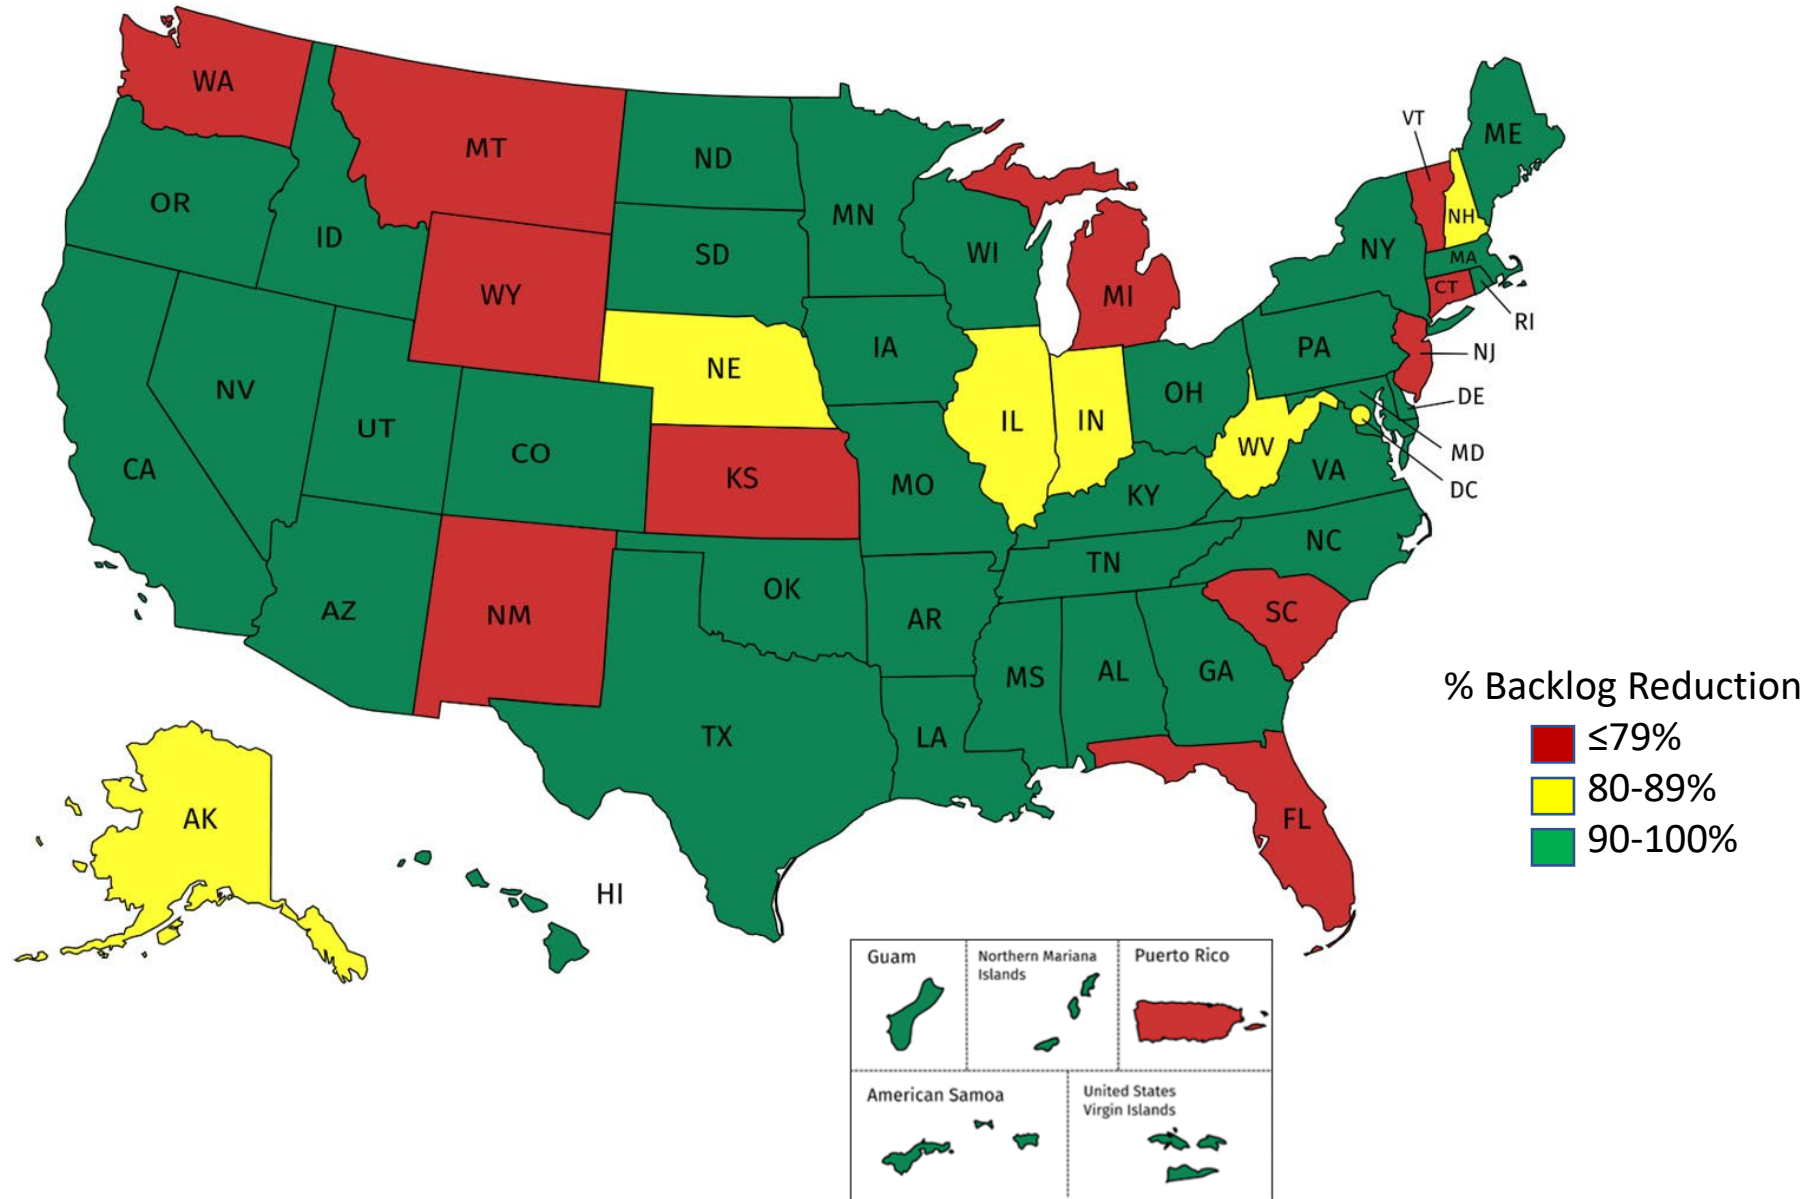 WA
MT
ND
MN
VT
ME
OR
ID
SD
WI
NH
NY
MA
WY
MI
CT
RI
NE
IA
PA
NJ
NV
IL
IN
OH
DE
UT
CO
WV
MD
CA
KS
MO
KY
VA
DC
AZ
NM
OK
AR
TN
NC
SC
MS
AL
GA
TX
LA
FL
AK
HI
% Backlog Reduction
≤79%
80-89%
90-100%
Guam
Northern Mariana
Islands
Puerto Rico
American Samoa
United States
Virgin Islands